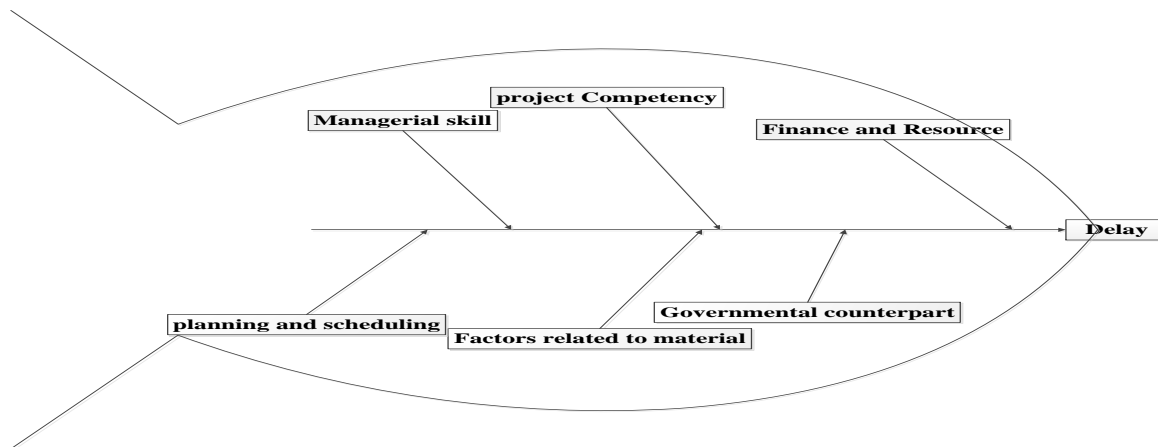 project Competency
Managerial skill
Finance and Resource
Delay
Governmental counterpart
planning and scheduling
Factors related to material